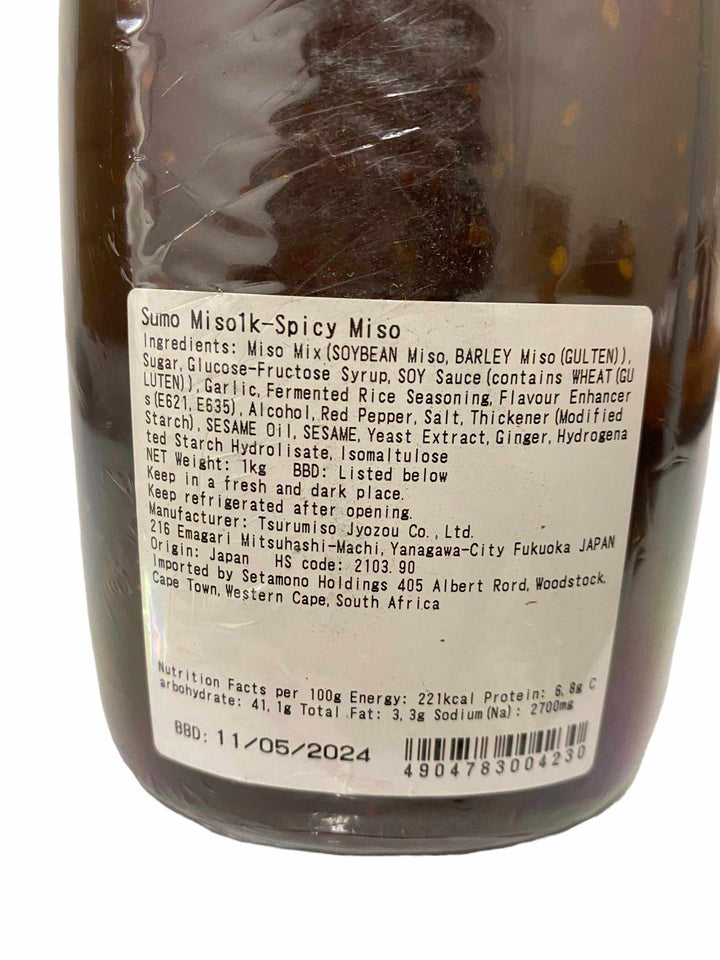 Sumo Miso1k-Spicy Miso
Ingredients: Miso Mix(SOYBEAN Miso, BARLEY Miso(GULTEN)),
Sugar, Glucose-Fructose Syrup, SOY Sauce(contains WHEAT(GU
LUTEN)), Garlic, Fermented Rice Seasoning, Flavour Enhancer
s(E621, E635), Alcohol, Red Pepper, Salt, Thickener(Modified
Starch), SESAME Oil, SESAME, Yeast Extract, Ginger, Hydrogena
ted Starch Hydrolisate, Isomaltulose
NET Weight: 1kg BBD: Listed below
Keep in a fresh and dark place.
Keep refrigerated after opening.
Manufacturer: Tsurumiso Jyozou Co., Ltd.
216 Emagari Mitsuhashi-Machi, Yanagawa-City Fukuoka JAPAN
Origin: Japan HS code: 2103.90
Imported by Setamono Holdings 405 Albert Rord, Woodstock,
Cape Town, Western Cape, South Africa
Nutrition Facts per 100g Energy: 221kcal Protein: 6,8g C
arbohydrate: 41,1g Total Fat: 3,3g Sodium(Na): 2700mg
BBD: 11/05/2024
4904783004230